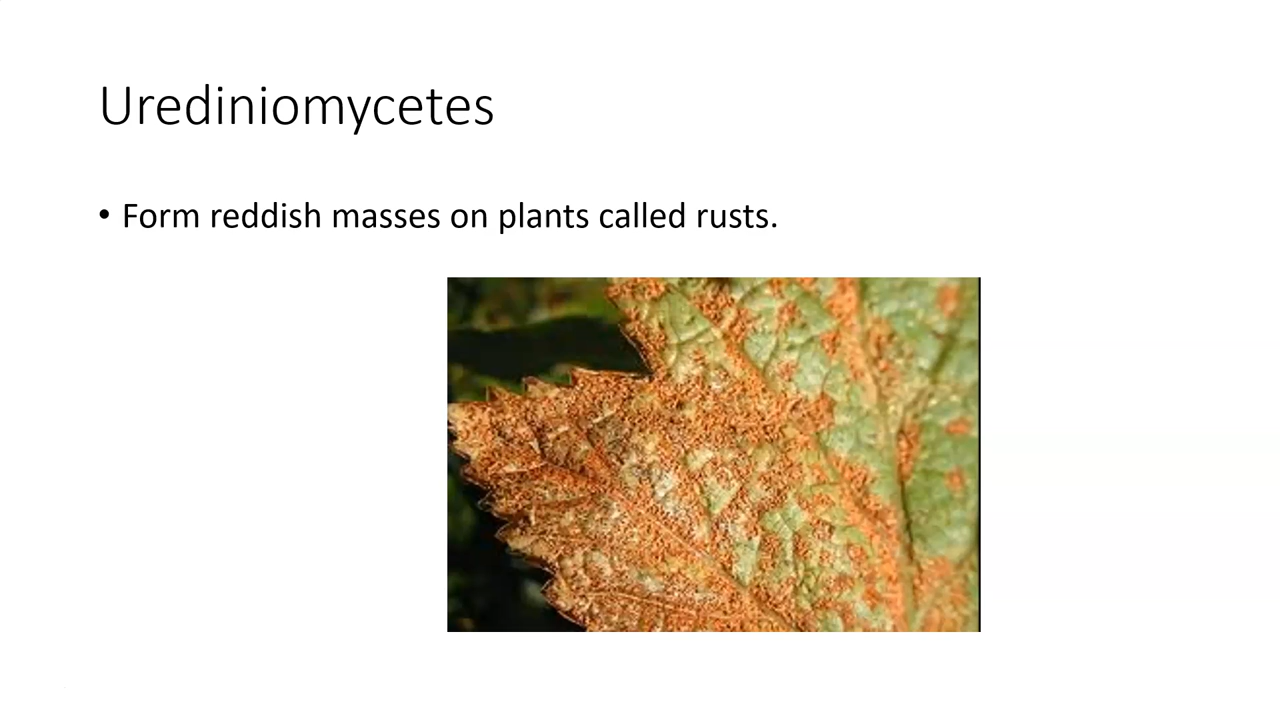 Urediniomycetes
• Form reddish masses on plants called rusts.